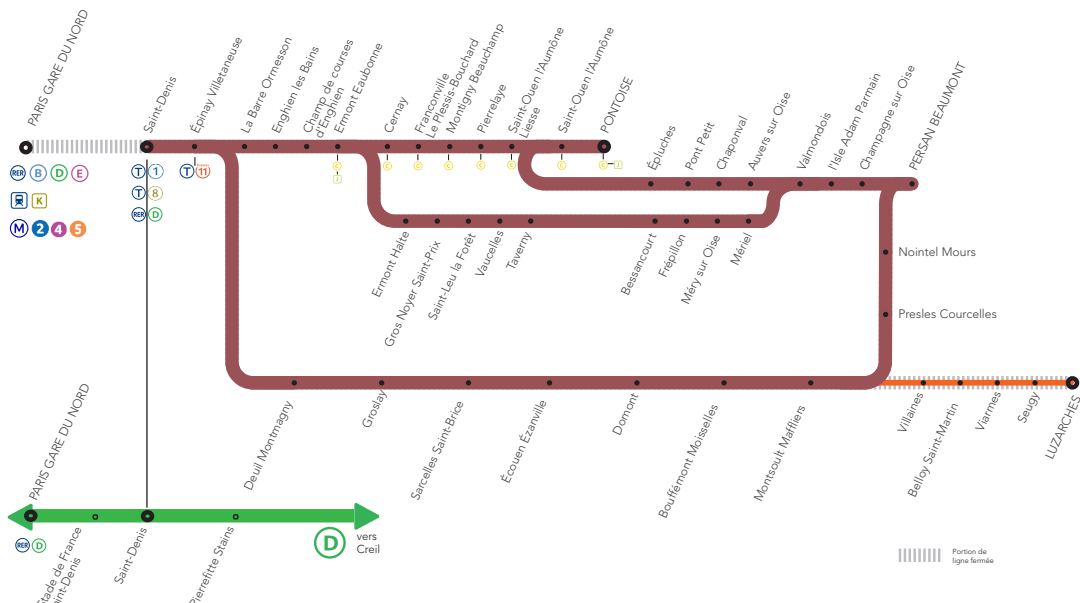 PARIS GARE DU NORD
Saint-Denis
Épinay Villetaneuse
La Barre Ormesson
Enghien les Bains
Champ de courses
d'Enghien
Ermont Eaubonne
Cernay
Franconville
Le Plessis-Bouchard
Montigny Beauchamp
Pierrelaye
Saint-Ouen l'Aumône
Liesse
Saint-Ouen l'Aumône
PONTOISE
Épluches
Pont Petit
Chaponval
Auvers sur Oise
Valmondois
l'Isle Adam Parmain
Champagne sur Oise
PERSAN BEAUMONT
RER B D E
K
M 2 4 5
T 1
T 8
RER D
T 11
C
J
C
C
C
C
C
C
C J
Ermont Halte
Gros Noyer Saint-Prix
Saint-Leu la Forêt
Vaucelles
Taverny
Bessancourt
Frépillon
Méry sur Oise
Mériel
Nointel Mours
Presles Courcelles
Deuil Montmagny
Groslay
Sarcelles Saint-Brice
Écouen Ézanville
Domont
Bouffémont Moisselles
Montsoult Maffliers
Villaines
Belloy Saint-Martin
Viarmes
Seugy
LUZARCHES
PARIS GARE DU NORD
RER D
Stade de France
Saint-Denis
Saint-Denis
Pierrefitte Stains
D
vers
Creil
Portion de
ligne fermée